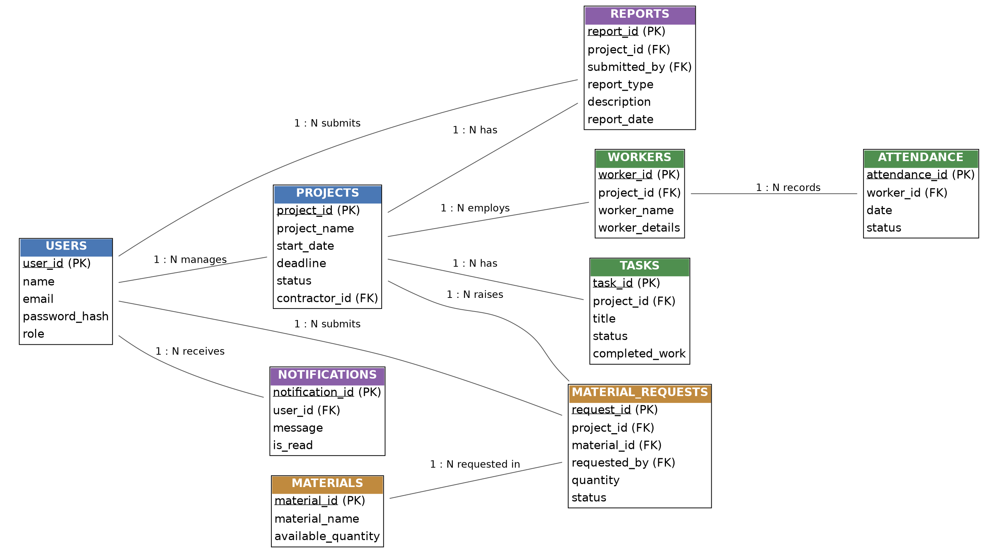 REPORTS
report_id (PK)
project_id (FK)
submitted_by (FK)
report_type
description
report_date
1 : N submits
1 : N has
WORKERS
worker_id (PK)
project_id (FK)
worker_name
worker_details
1 : N records
ATTENDANCE
attendance_id (PK)
worker_id (FK)
date
status
PROJECTS
project_id (PK)
project_name
start_date
deadline
status
contractor_id (FK)
1 : N employs
USERS
user_id (PK)
name
email
password_hash
role
1 : N manages
1 : N has
1 : N raises
TASKS
task_id (PK)
project_id (FK)
title
status
completed_work
1 : N submits
1 : N receives
NOTIFICATIONS
notification_id (PK)
user_id (FK)
message
is_read
MATERIAL_REQUESTS
request_id (PK)
project_id (FK)
material_id (FK)
requested_by (FK)
quantity
status
1 : N requested in
MATERIALS
material_id (PK)
material_name
available_quantity